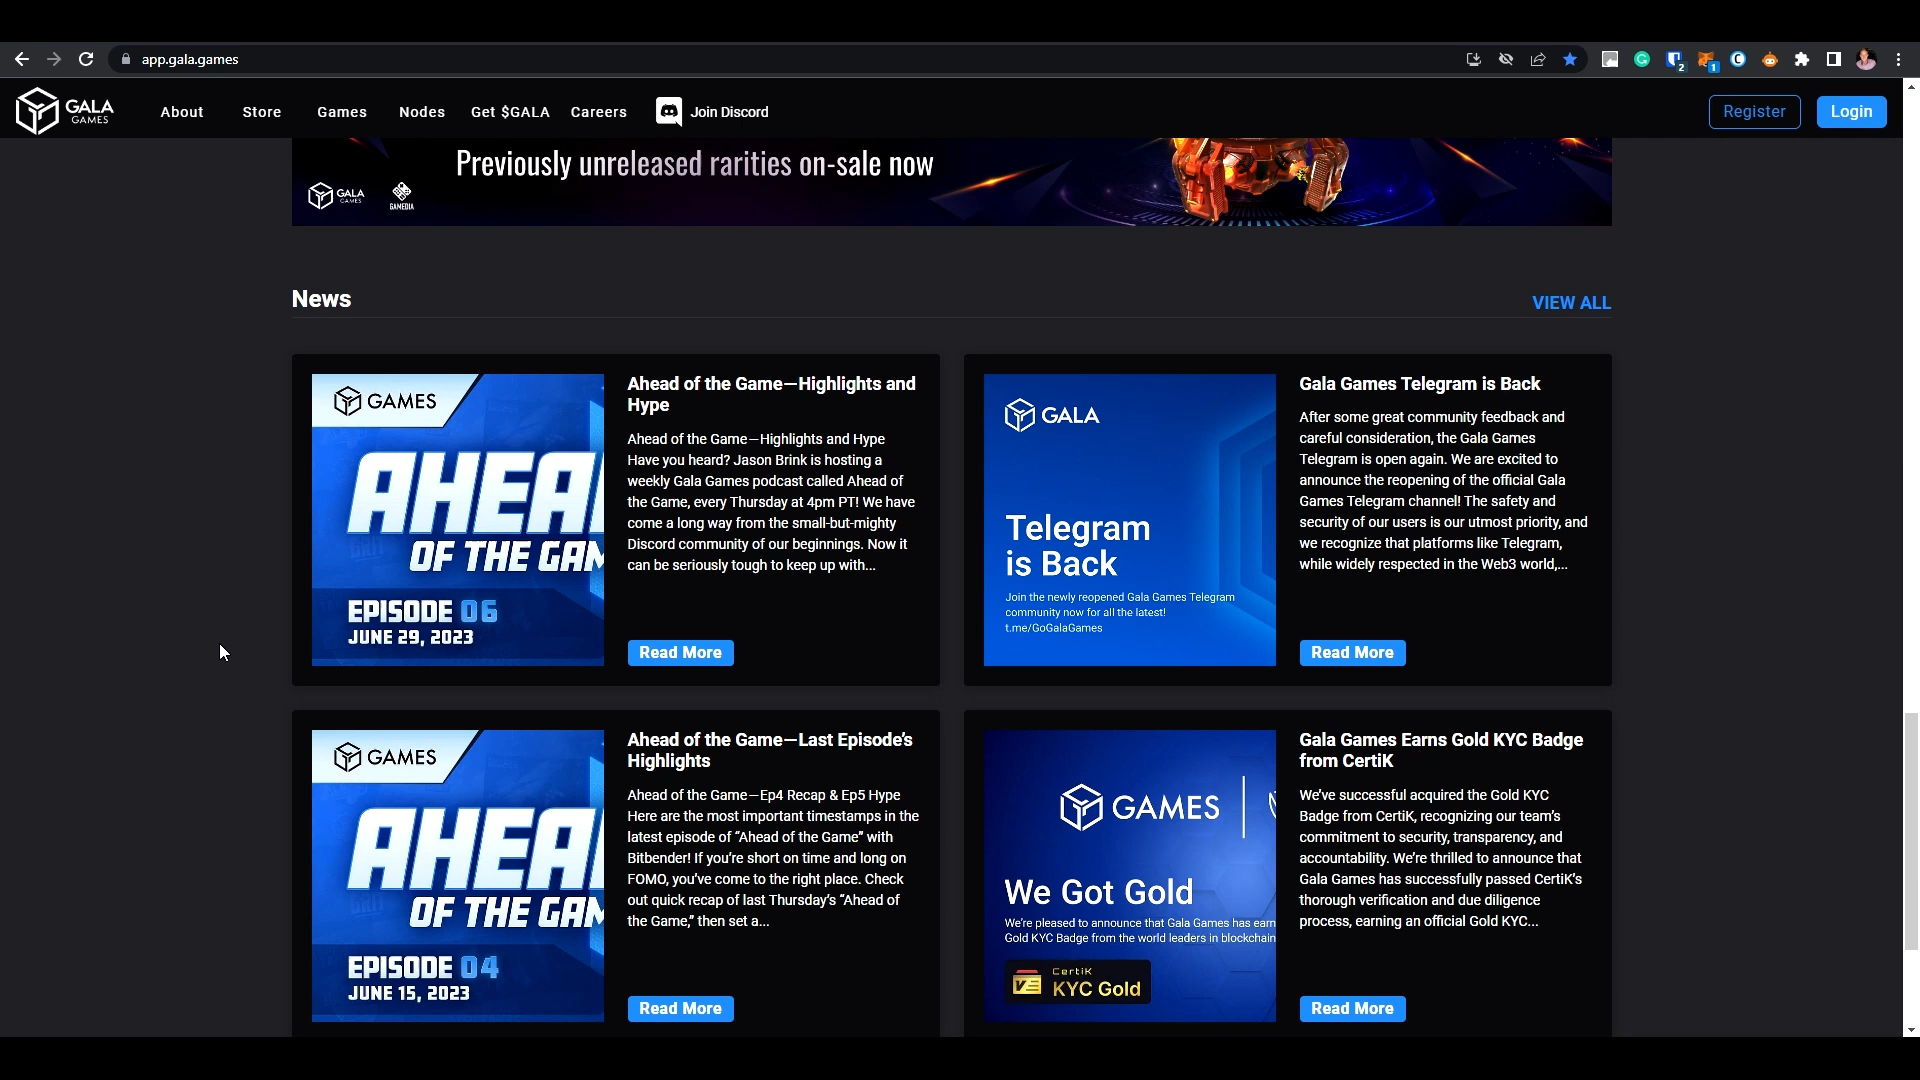 app.gala.games
2
1
GALA
GAMES
About
Store
Games
Nodes
Get $GALA
Careers
Join Discord
Register
Login
Previously unreleased rarities on-sale now
GALA
GAMES
GAMEDIA
News
VIEW ALL
GAMES
AHEA
OF THE GAM
EPISODE 06
JUNE 29, 2023
Ahead of the Game—Highlights and
Hype
Ahead of the Game—Highlights and Hype
Have you heard? Jason Brink is hosting a
weekly Gala Games podcast called Ahead of
the Game, every Thursday at 4pm PT! We have
come a long way from the small-but-mighty
Discord community of our beginnings. Now it
can be seriously tough to keep up with...
Read More
GALA
Telegram
is Back
Join the newly reopened Gala Games Telegram
community now for all the latest!
t.me/GoGalaGames
Gala Games Telegram is Back
After some great community feedback and
careful consideration, the Gala Games
Telegram is open again. We are excited to
announce the reopening of the official Gala
Games Telegram channel! The safety and
security of our users is our utmost priority, and
we recognize that platforms like Telegram,
while widely respected in the Web3 world,...
Read More
GAMES
AHEA
OF THE GAM
EPISODE 04
JUNE 15, 2023
Ahead of the Game—Last Episode's
Highlights
Ahead of the Game—Ep4 Recap & Ep5 Hype
Here are the most important timestamps in the
latest episode of “Ahead of the Game” with
Bitbender! If you're short on time and long on
FOMO, you've come to the right place. Check
out quick recap of last Thursday's “Ahead of
the Game,” then set a...
Read More
GAMES
We Got Gold
We're pleased to announce that Gala Games has earn
Gold KYC Badge from the world leaders in blockchain
CertiK
KYC Gold
Gala Games Earns Gold KYC Badge
from CertiK
We've successful acquired the Gold KYC
Badge from CertiK, recognizing our team's
commitment to security, transparency, and
accountability. We're thrilled to announce that
Gala Games has successfully passed CertiK's
thorough verification and due diligence
process, earning an official Gold KYC...
Read More